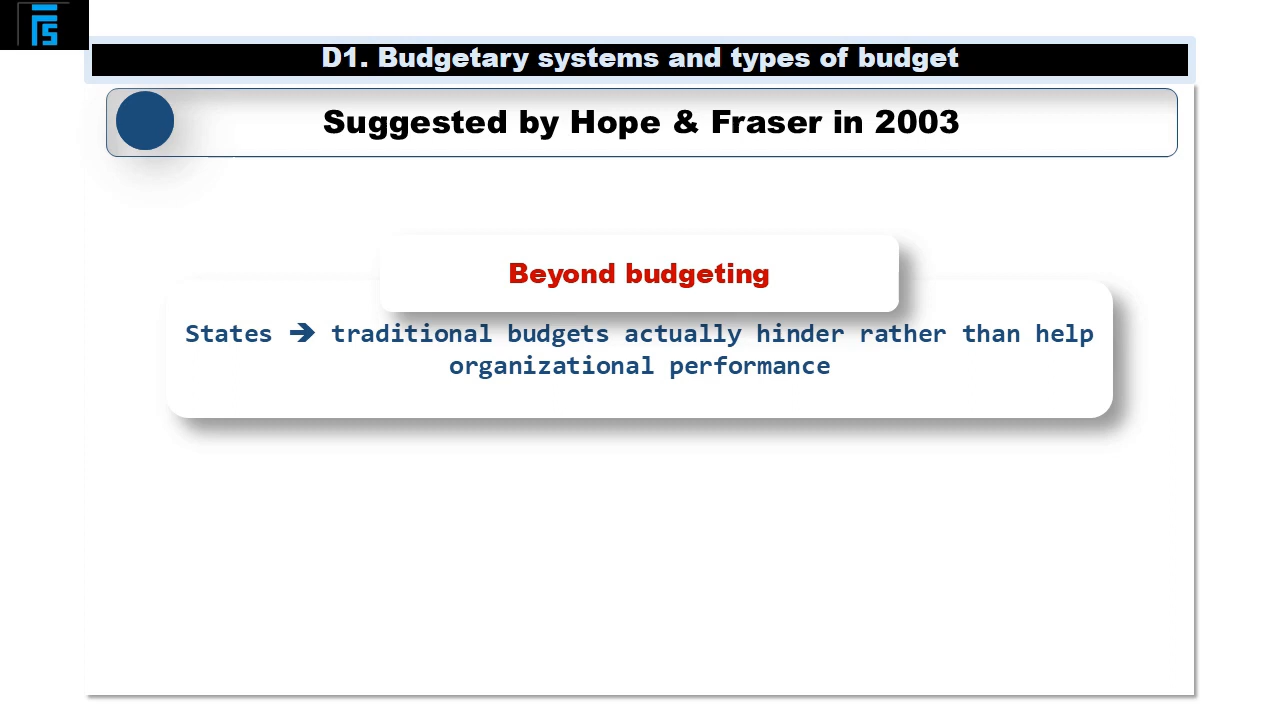 D1. Budgetary systems and types of budget
Suggested by Hope & Fraser in 2003
Beyond budgeting
States ➔ traditional budgets actually hinder rather than help
organizational performance